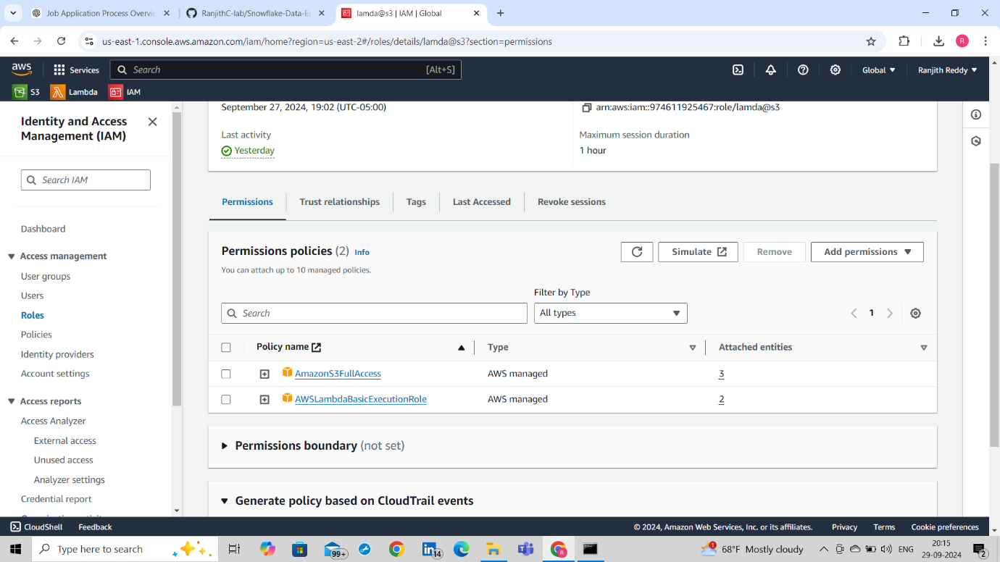 Job Application Process Overvi
RanjithC-lab/Snowflake-Data-E
lamda@s3 | IAM | Global
us-east-1.console.aws.amazon.com/iam/home?region=us-east-2#/roles/details/lamda@s3?section=permissions
R
aws
Services
Search
[Alt+S]
Global
Ranjith Reddy
S3
Lambda
IAM
Identity and Access
Management (IAM)
Search IAM
Dashboard
Access management
User groups
Users
Roles
Policies
Identity providers
Account settings
Access reports
Access Analyzer
External access
Unused access
Analyzer settings
Credential report
September 27, 2024, 19:02 (UTC-05:00)
arn:aws:iam::974611925467:role/lamda@s3
Last activity
Yesterday
Maximum session duration
1 hour
Permissions
Trust relationships
Tags
Last Accessed
Revoke sessions
Permissions policies (2) Info
You can attach up to 10 managed policies.
Simulate
Remove
Add permissions
Filter by Type
Search
All types
1
Policy name
Type
Attached entities
AmazonS3FullAccess
AWS managed
3
AWSLambdaBasicExecutionRole
AWS managed
2
Permissions boundary (not set)
Generate policy based on CloudTrail events
CloudShell
Feedback
© 2024, Amazon Web Services, Inc. or its affiliates.
Privacy
Terms
Cookie preferences
Type here to search
99+
14
R
1
68°F Mostly cloudy
ENG
20:15
29-09-2024
2